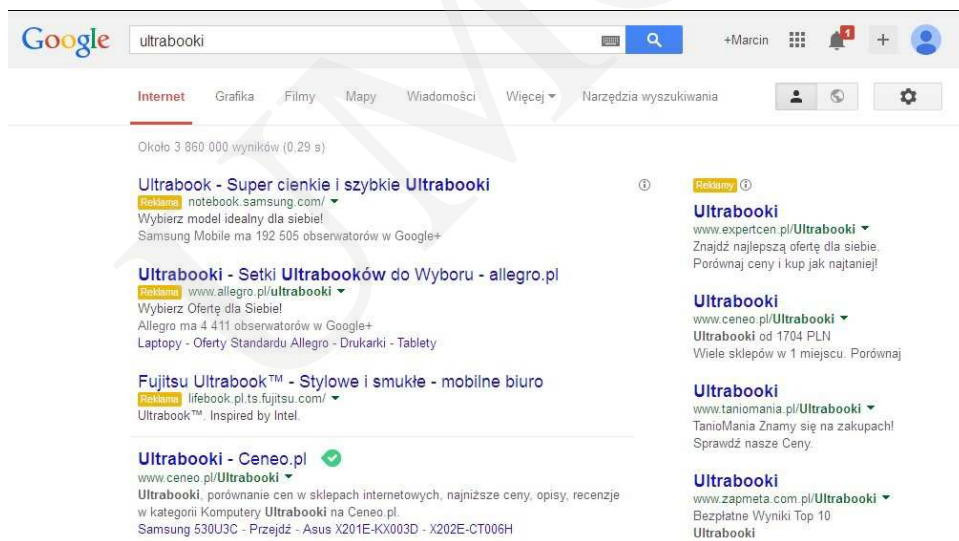 Google
ultrabooki
+Marcin
1
+
Internet Grafika Filmy Mapy Wiadomości Więcej Narzędzia wyszukiwania
Około 3 860 000 wyników (0,29 s)
Ultrabook - Super cienkie i szybkie Ultrabooki
Reklama notebook.samsung.com/
Wybierz model idealny dla siebie!
Samsung Mobile ma 192 505 obserwatorów w Google+
Ultrabooki - Setki Ultrabooków do Wyboru - allegro.pl
Reklama www.allegro.pl/ultrabooki
Wybierz Ofertę dla Siebie!
Allegro ma 4 411 obserwatorów w Google+
Laptopy - Oferty Standardu Allegro - Drukarki - Tablety
Fujitsu Ultrabook™ - Stylowe i smukłe - mobilne biuro
Reklama lifebook.pl.ts.fujitsu.com/
Ultrabook™. Inspired by Intel.
Ultrabooki - Ceneo.pl
www.ceneo.pl/Ultrabooki
Ultrabooki, porównanie cen w sklepach internetowych, najniższe ceny, opisy, recenzje
w kategorii Komputery Ultrabooki na Ceneo.pl.
Samsung 530U3C - Przejdź - Asus X201E-KX003D - X202E-CT006H
Reklamy
Ultrabooki
www.expertcen.pl/Ultrabooki
Znajdź najlepszą ofertę dla siebie.
Porównaj ceny i kup jak najtaniej!
Ultrabooki
www.ceneo.pl/Ultrabooki
Ultrabooki od 1704 PLN
Wiele sklepów w 1 miejscu. Porównaj
Ultrabooki
www.taniomania.pl/Ultrabooki
TanioMania Znamy się na zakupach!
Sprawdź nasze Ceny.
Ultrabooki
www.zapmeta.com.pl/Ultrabooki
Bezpłatne Wyniki Top 10
Ultrabooki